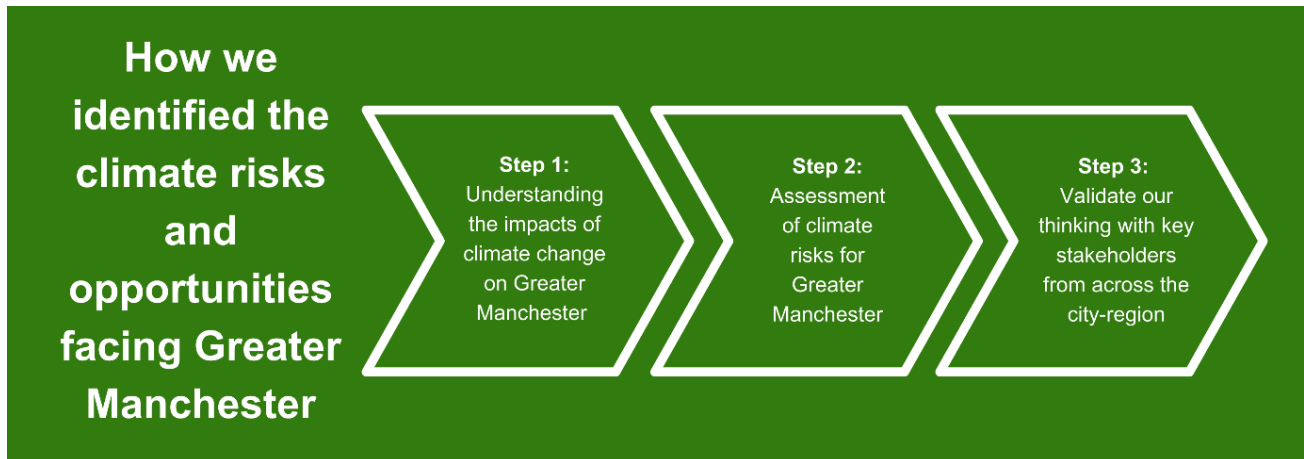 How we
identified the
climate risks
and
opportunities
facing Greater
Manchester
Step 1:
Understanding
the impacts of
climate change
on Greater
Manchester
Step 2:
Assessment
of climate
risks for
Greater
Manchester
Step 3:
Validate our
thinking with key
stakeholders
from across the
city-region